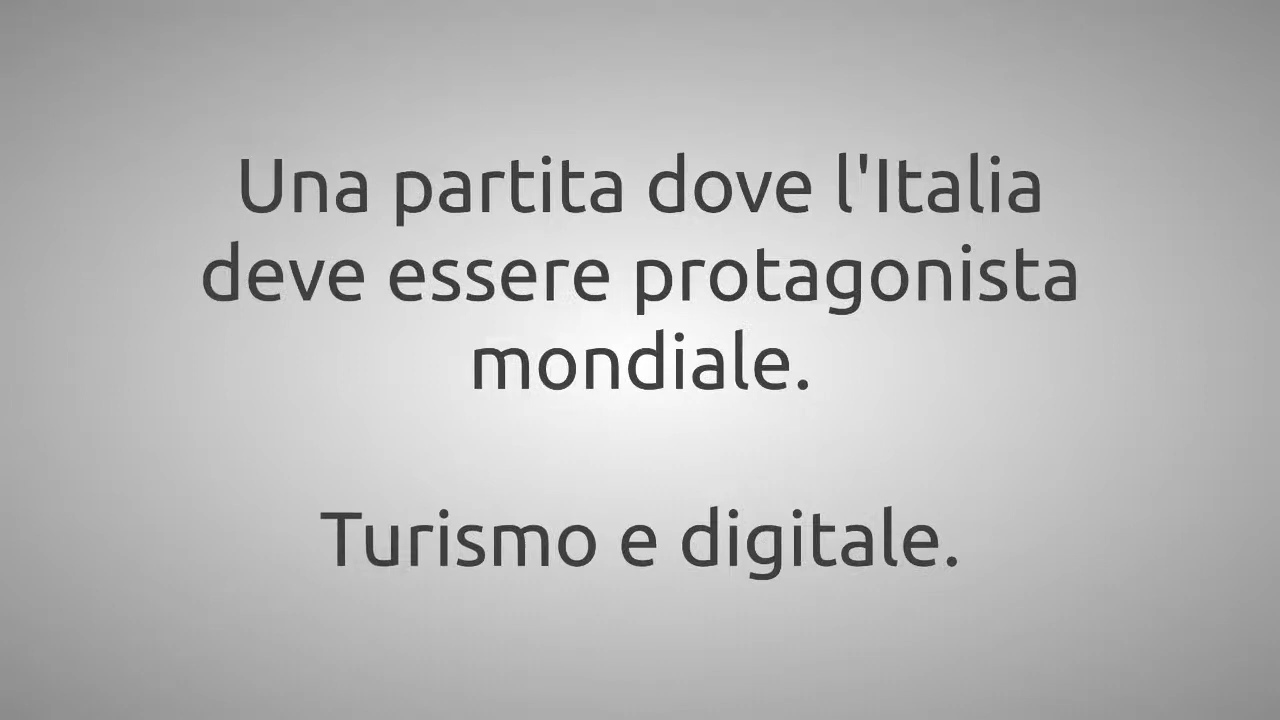 Una partita dove l'Italia
deve essere protagonista
mondiale.
Turismo e digitale.